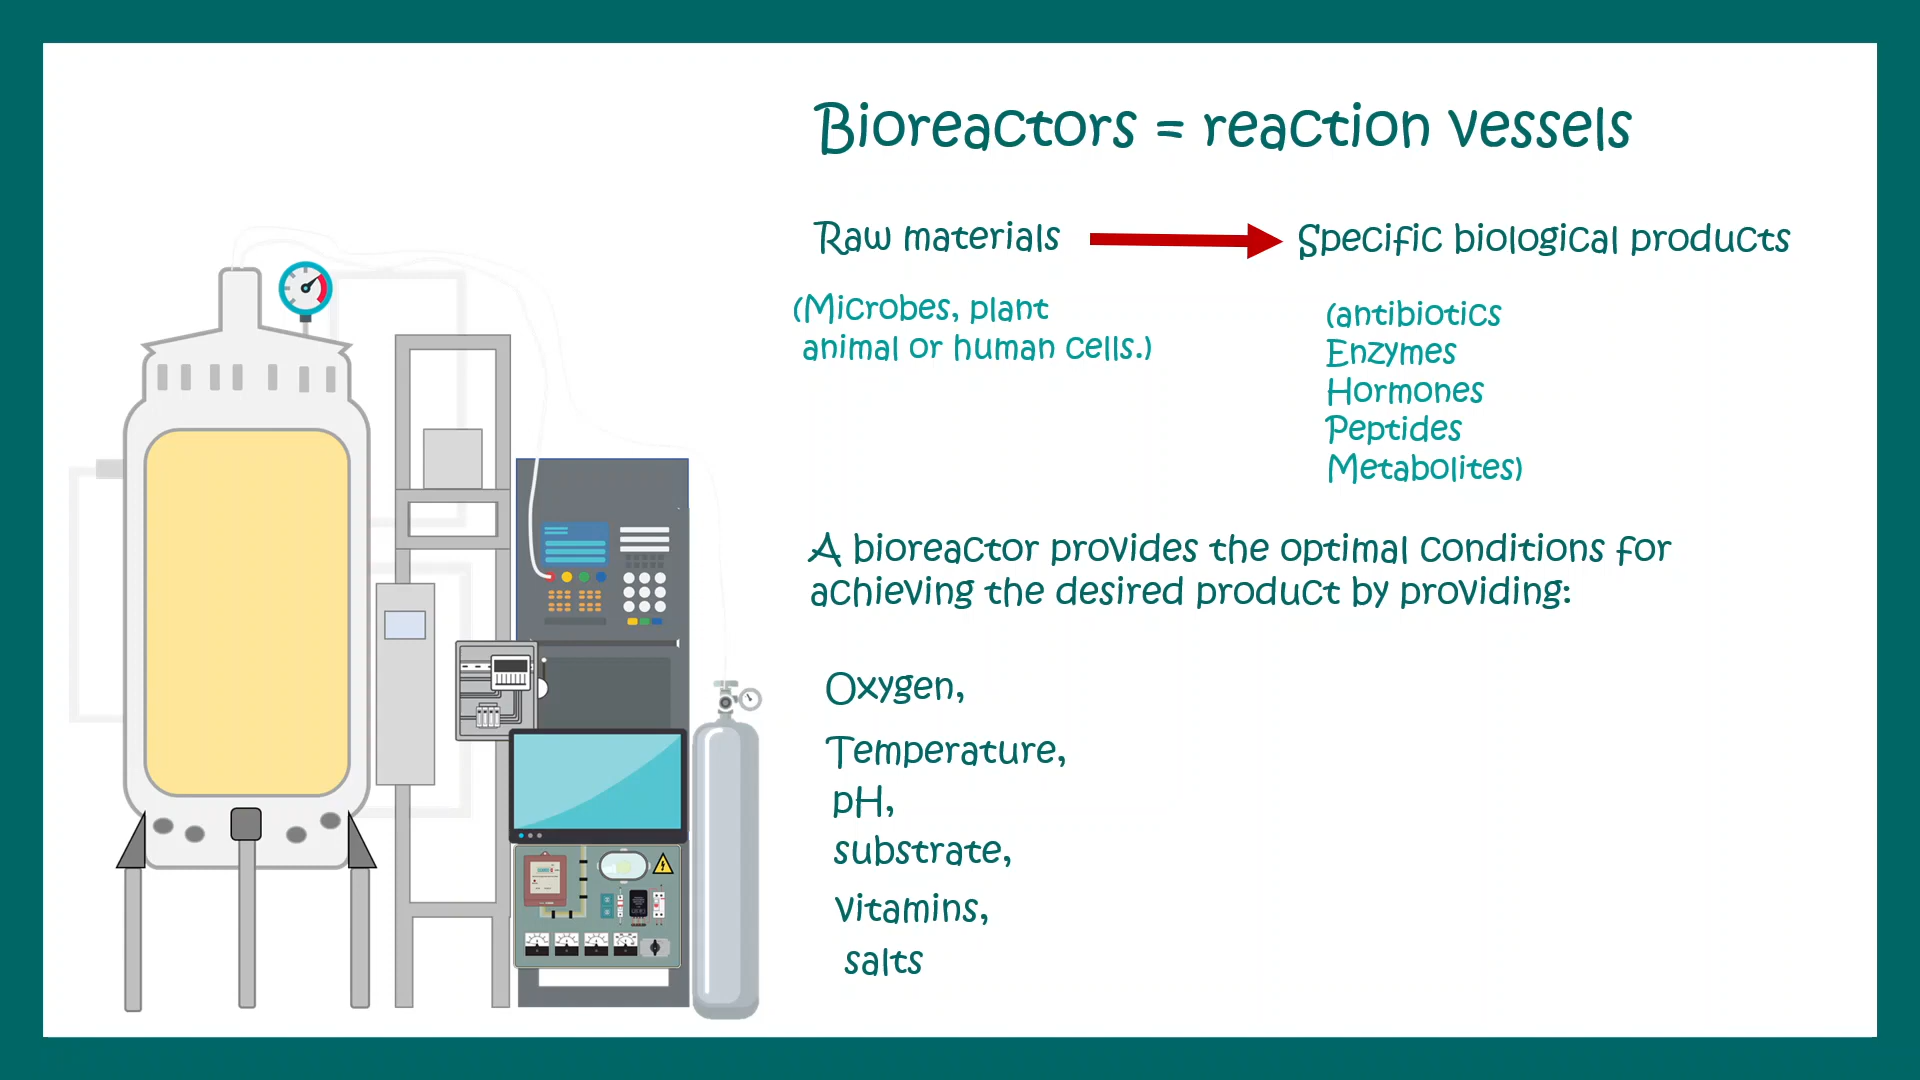 Bioreactors = reaction vessels
Raw materials
Specific biological products
(Microbes, plant
animal or human cells.)
(antibiotics
Enzymes
Hormones
Peptides
Metabolites)
A bioreactor provides the optimal conditions for
achieving the desired product by providing:
Oxygen,
Temperature,
pH,
substrate,
vitamins,
salts